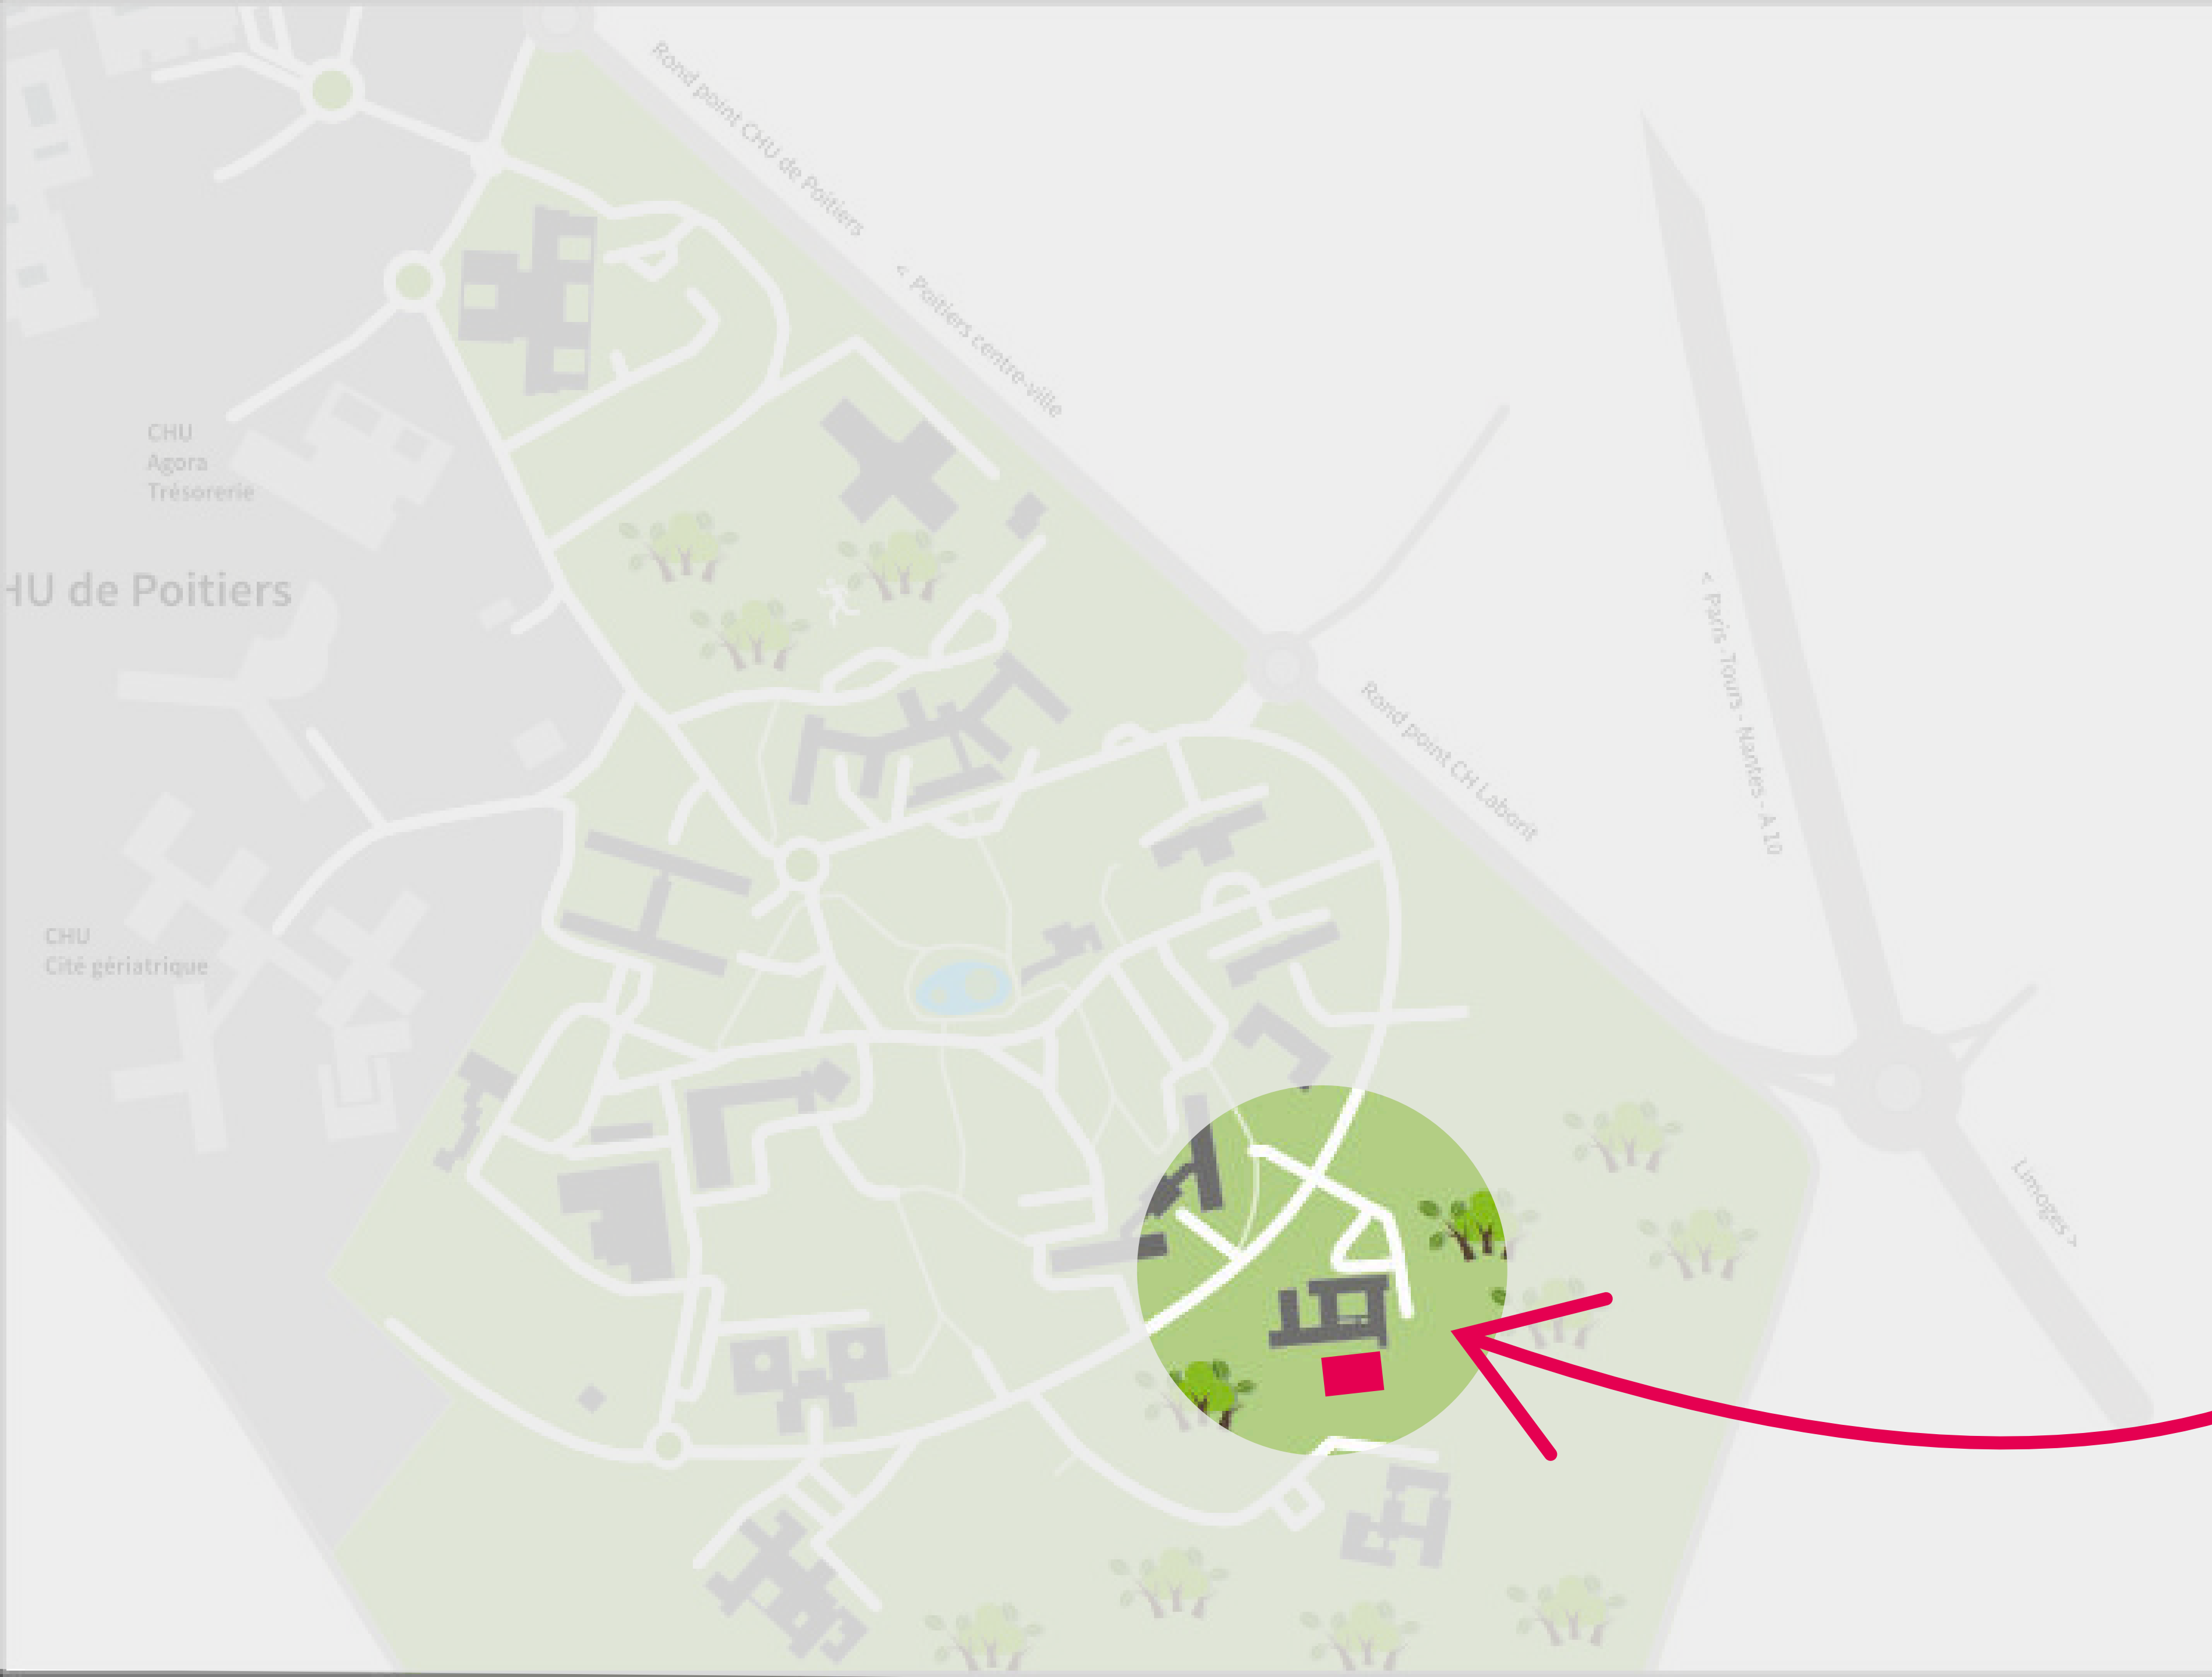 Rond point CHU de Poitiers
< Poitiers centre-ville
CHU
Agora
Trésorerie
HU de Poitiers
Rond point CH Laborit
< Paris - Tours - Nantes - A 10
CHU
Cité gériatrique
Limoges >